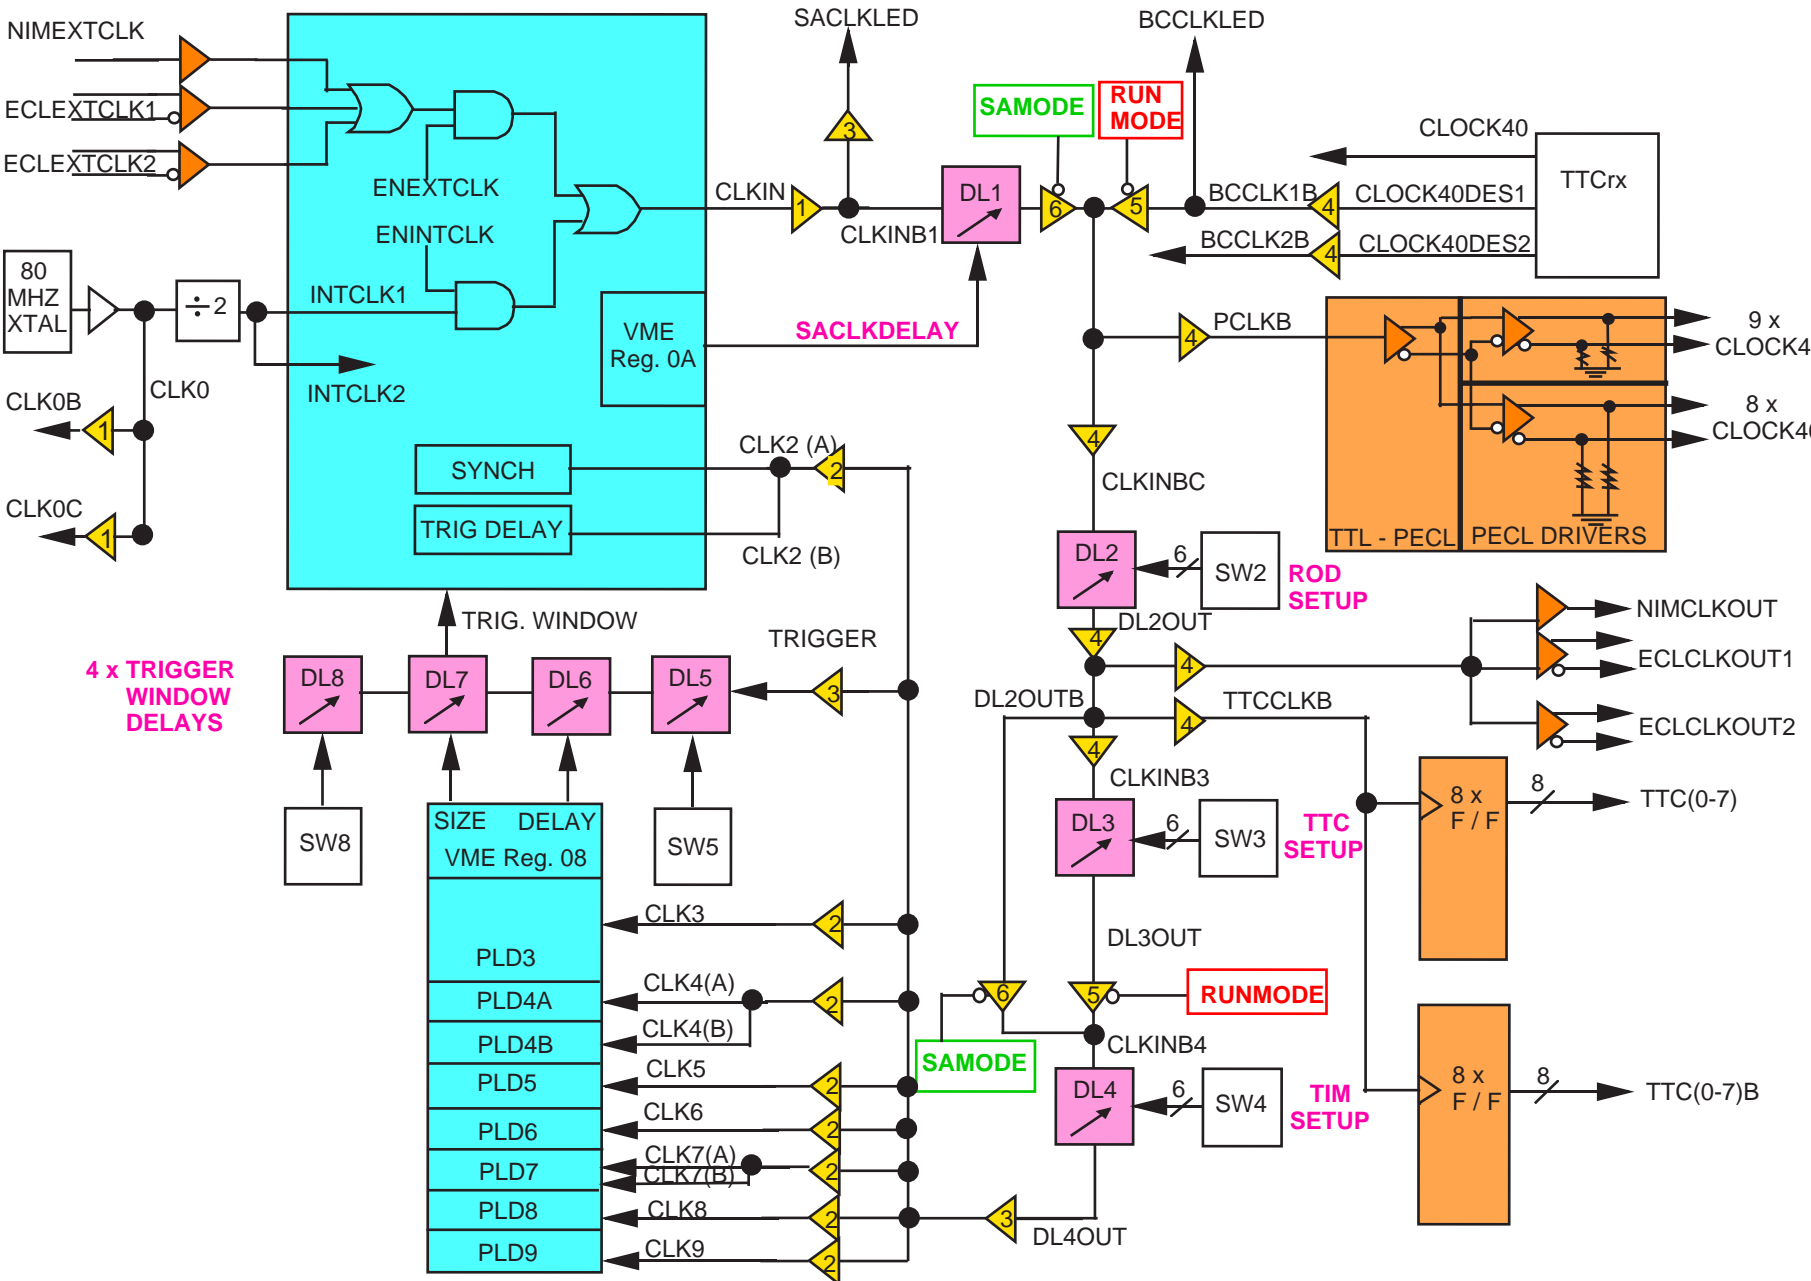 NIMEXTCLK
ECLEXTCLK1
ECLEXTCLK2
ENEXTCLK
ENINTCLK
80
MHZ
XTAL
÷ 2
INTCLK1
INTCLK2
CLK0
CLK0B
1
CLK0C
1
VME
Reg. 0A
SYNCH
TRIG DELAY
CLK2 (A)
CLK2 (B)
2
CLKIN
1
SACLKLED
3
CLKINB1
DL1
SACLKDELAY
SAMODE
6
RUN
MODE
5
BCCLKLED
BCCLK1B
4
CLOCK40DES1
BCCLK2B
4
CLOCK40DES2
CLOCK40
TTCrx
4
PCLKB
TTL - PECL
PECL DRIVERS
9 x
CLOCK4
8 x
CLOCK40
4
CLKINBC
DL2
6
SW2
ROD
SETUP
4
DL2OUT
4
NIMCLKOUT
ECLCLKOUT1
ECLCLKOUT2
DL2OUTB
4
TTCCLKB
4
CLKINB3
DL3
6
SW3
TTC
SETUP
DL3OUT
8 x
F / F
8
TTC(0-7)
6
5
RUNMODE
SAMODE
CLKINB4
DL4
6
SW4
TIM
SETUP
8 x
F / F
8
TTC(0-7)B
3
DL4OUT
TRIG. WINDOW
TRIGGER
3
4 x TRIGGER
WINDOW
DELAYS
DL8
DL7
DL6
DL5
SW8
SW5
SIZE
DELAY
VME Reg. 08
PLD3
CLK3
2
PLD4A
CLK4(A)
2
PLD4B
CLK4(B)
PLD5
CLK5
2
PLD6
CLK6
2
PLD7
CLK7(A)
CLK7(B)
2
PLD8
CLK8
2
PLD9
CLK9
2